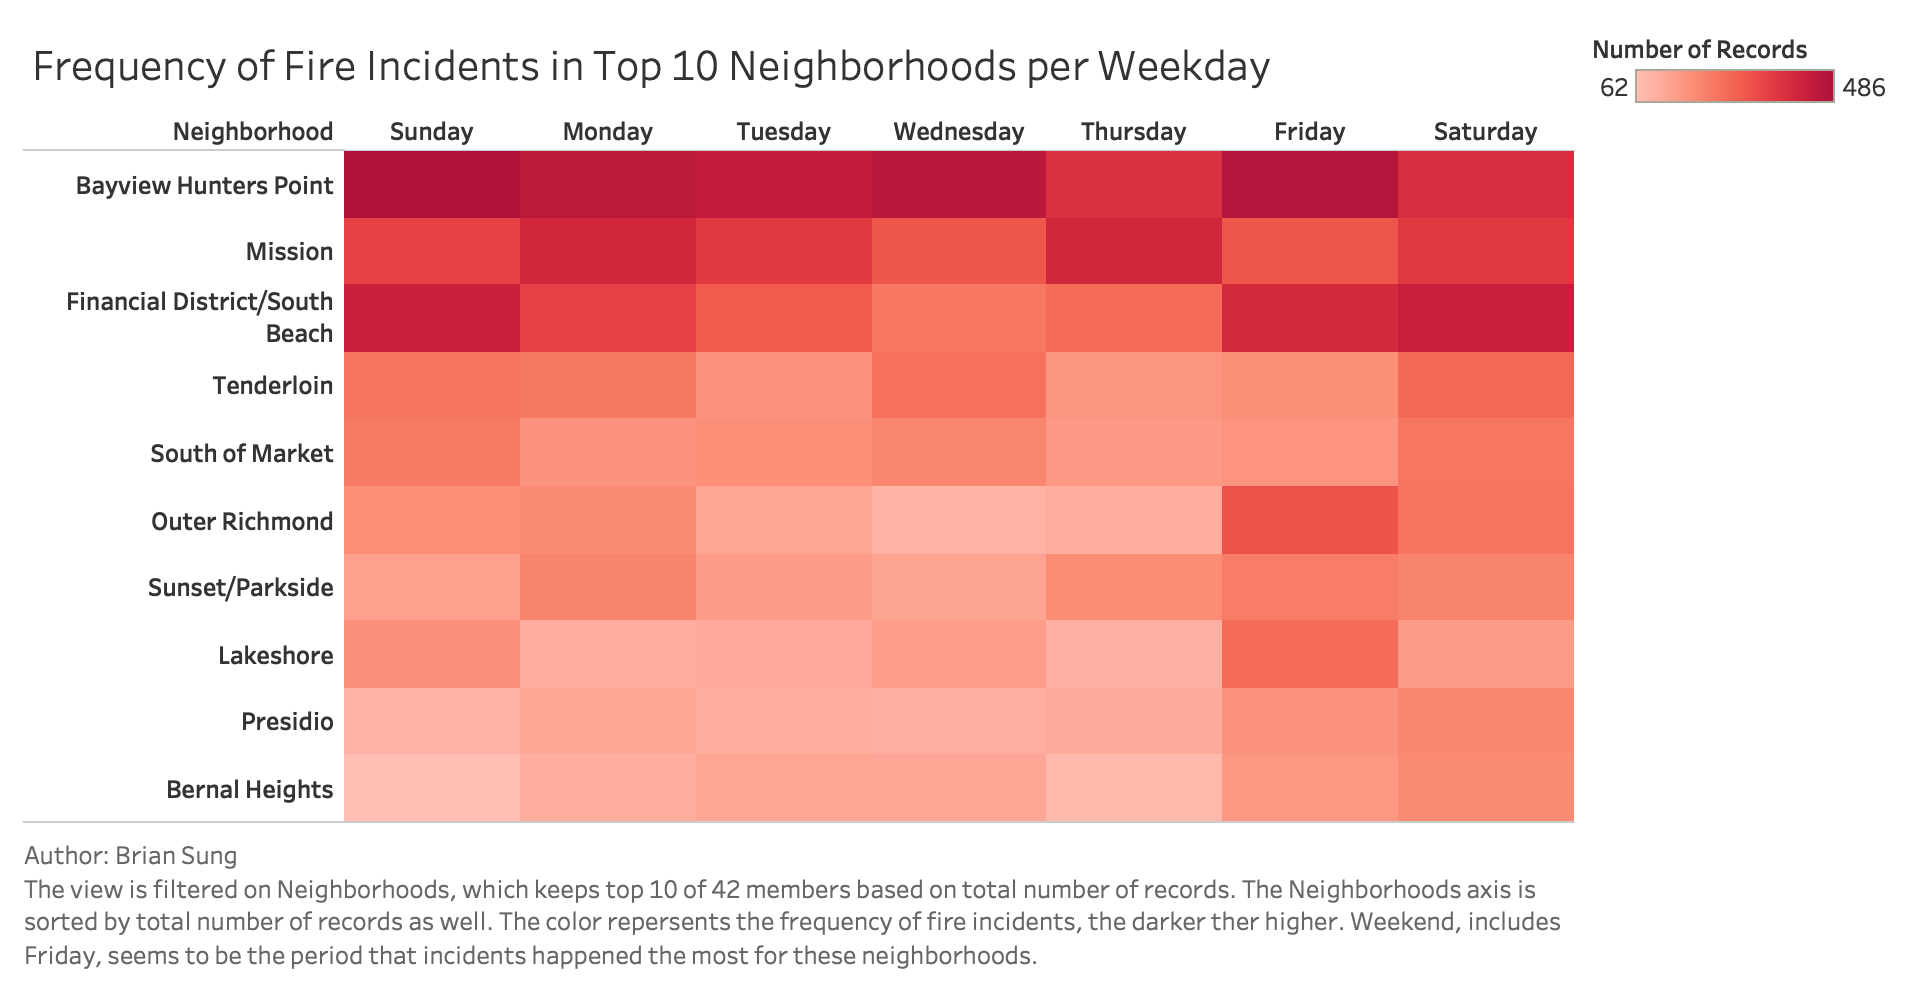 Frequency of Fire Incidents in Top 10 Neighborhoods per Weekday
Number of Records
62 486
Neighborhood Sunday Monday Tuesday Wednesday Thursday Friday Saturday
Bayview Hunters Point
Mission
Financial District/South
Beach
Tenderloin
South of Market
Outer Richmond
Sunset/Parkside
Lakeshore
Presidio
Bernal Heights
Author: Brian Sung
The view is filtered on Neighborhoods, which keeps top 10 of 42 members based on total number of records. The Neighborhoods axis is
sorted by total number of records as well. The color repersents the frequency of fire incidents, the darker ther higher. Weekend, includes
Friday, seems to be the period that incidents happened the most for these neighborhoods.